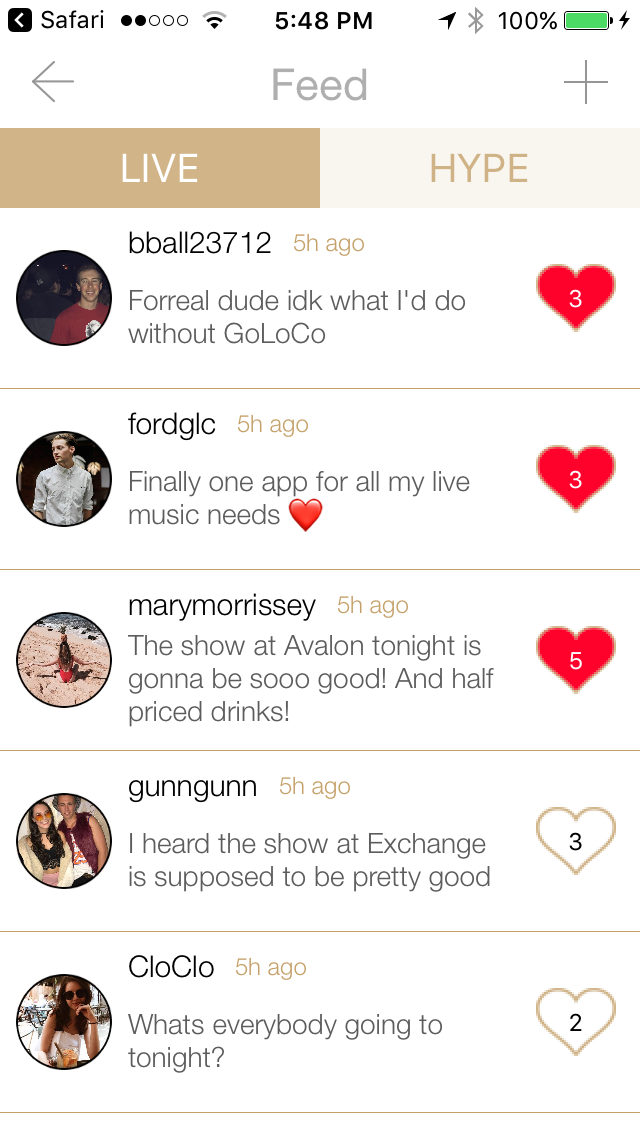 Safari 5:48 PM 100%
Feed
LIVE HYPE
bball23712 5h ago
Forreal dude idk what I'd do
without GoLoCo
3
fordglc 5h ago
Finally one app for all my live
music needs ❤️
3
marymorrissey 5h ago
The show at Avalon tonight is
gonna be sooo good! And half
priced drinks!
5
gunngunn 5h ago
I heard the show at Exchange
is supposed to be pretty good
3
CloClo 5h ago
Whats everybody going to
tonight?
2